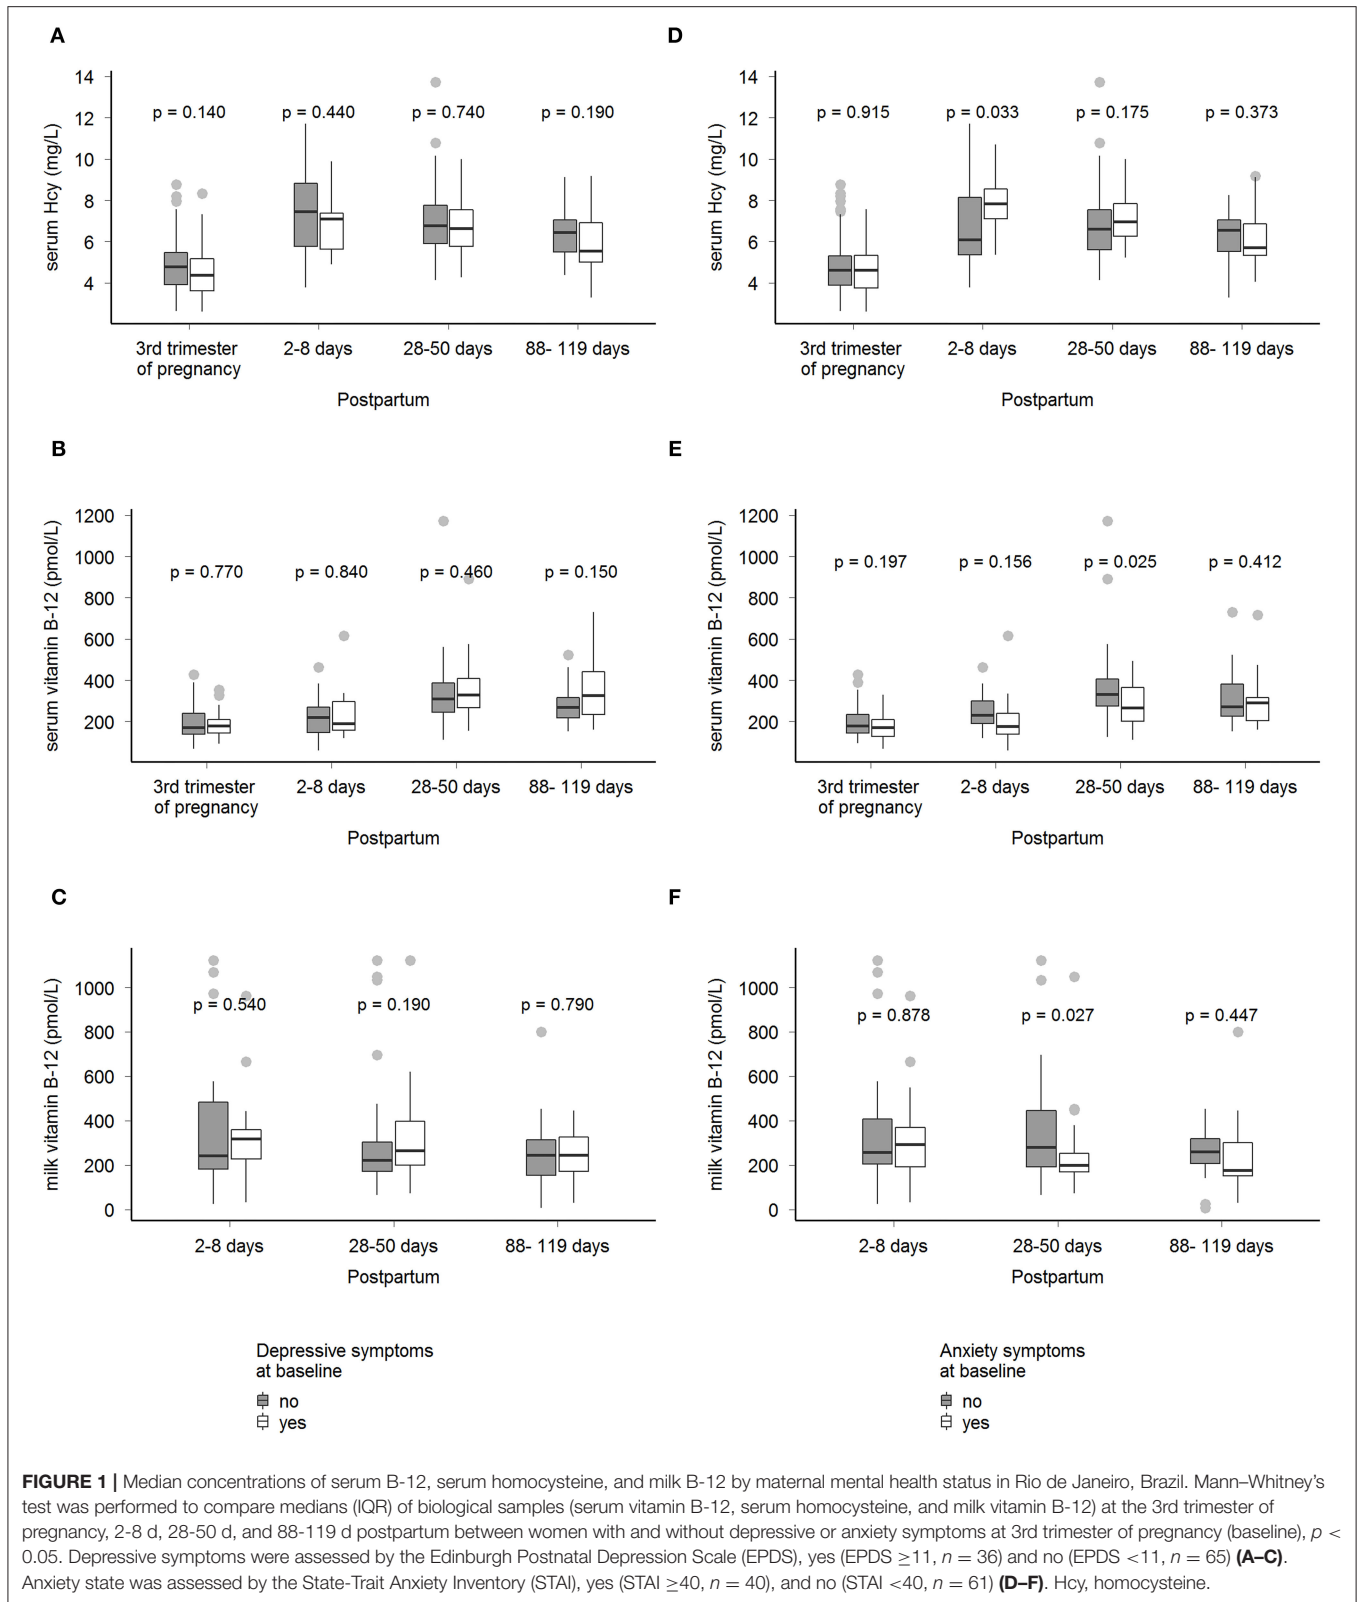 A
14
12
10
8
6
4
serum Hcy (mg/L)
p = 0.140
p = 0.440
p = 0.740
p = 0.190
3rd trimester
of pregnancy
2-8 days
28-50 days
88- 119 days
Postpartum
D
14
12
10
8
6
4
serum Hcy (mg/L)
p = 0.915
p = 0.033
p = 0.175
p = 0.373
3rd trimester
of pregnancy
2-8 days
28-50 days
88- 119 days
Postpartum
B
1200
1000
800
600
400
200
serum vitamin B-12 (pmol/L)
p = 0.770
p = 0.840
p = 0.460
p = 0.150
3rd trimester
of pregnancy
2-8 days
28-50 days
88- 119 days
Postpartum
E
1200
1000
800
600
400
200
serum vitamin B-12 (pmol/L)
p = 0.197
p = 0.156
p = 0.025
p = 0.412
3rd trimester
of pregnancy
2-8 days
28-50 days
88- 119 days
Postpartum
C
1000
800
600
400
200
0
milk vitamin B-12 (pmol/L)
p = 0.540
p = 0.190
p = 0.790
2-8 days
28-50 days
88- 119 days
Postpartum
F
1000
800
600
400
200
0
milk vitamin B-12 (pmol/L)
p = 0.878
p = 0.027
p = 0.447
2-8 days
28-50 days
88- 119 days
Postpartum
Depressive symptoms
at baseline
no
yes
Anxiety symptoms
at baseline
no
yes
FIGURE 1 | Median concentrations of serum B-12, serum homocysteine, and milk B-12 by maternal mental health status in Rio de Janeiro, Brazil. Mann–Whitney's
test was performed to compare medians (IQR) of biological samples (serum vitamin B-12, serum homocysteine, and milk vitamin B-12) at the 3rd trimester of
pregnancy, 2-8 d, 28-50 d, and 88-119 d postpartum between women with and without depressive or anxiety symptoms at 3rd trimester of pregnancy (baseline), p <
0.05. Depressive symptoms were assessed by the Edinburgh Postnatal Depression Scale (EPDS), yes (EPDS ≥11, n = 36) and no (EPDS <11, n = 65) (A–C).
Anxiety state was assessed by the State-Trait Anxiety Inventory (STAI), yes (STAI ≥40, n = 40), and no (STAI <40, n = 61) (D–F). Hcy, homocysteine.